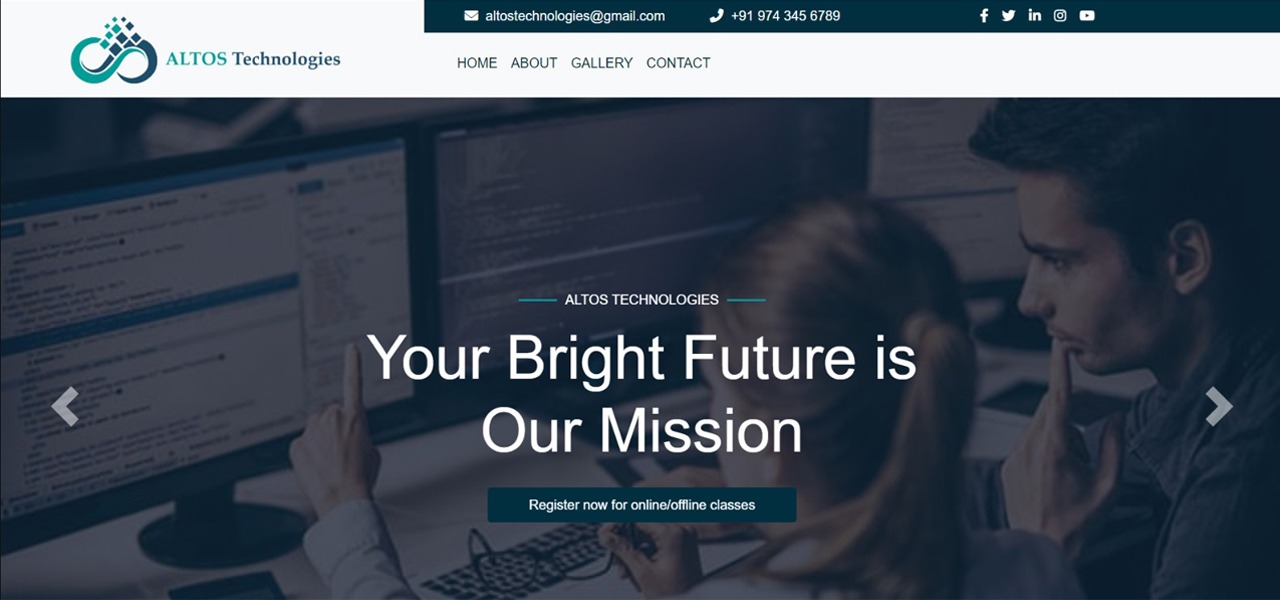 altostechnologies@gmail.com +91 974 345 6789
ALTOS Technologies
HOME ABOUT GALLERY CONTACT
ALTOS TECHNOLOGIES
Your Bright Future is
Our Mission
Register now for online/offline classes